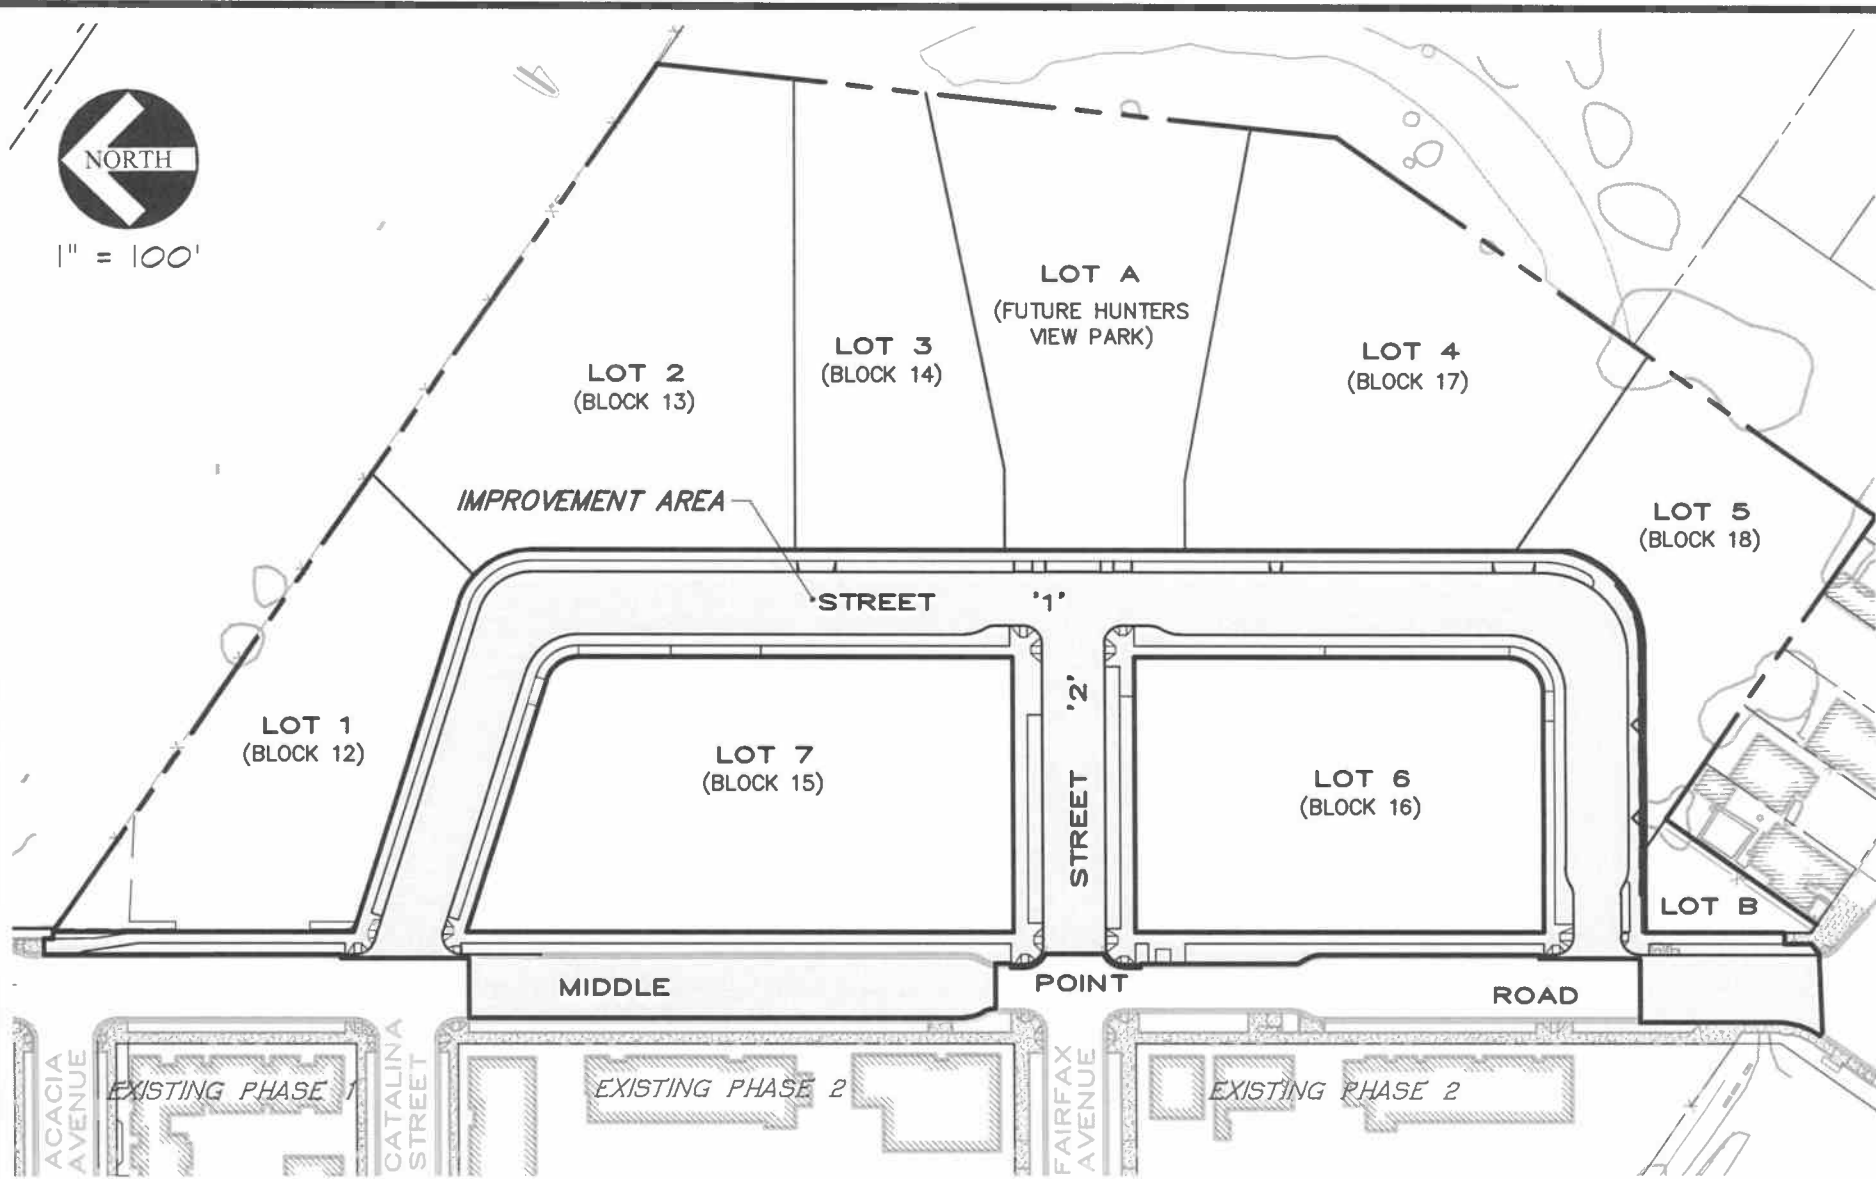 NORTH
1" = 100'
LOT A
(FUTURE HUNTERS
VIEW PARK)
LOT 3
(BLOCK 14)
LOT 4
(BLOCK 17)
LOT 2
(BLOCK 13)
IMPROVEMENT AREA
LOT 5
(BLOCK 18)
STREET '1'
STREET '2'
LOT 1
(BLOCK 12)
LOT 7
(BLOCK 15)
LOT 6
(BLOCK 16)
LOT B
MIDDLE POINT ROAD
ACACIA
AVENUE
EXISTING PHASE 1
CATALINA
STREET
EXISTING PHASE 2
FAIRFAX
AVENUE
EXISTING PHASE 2